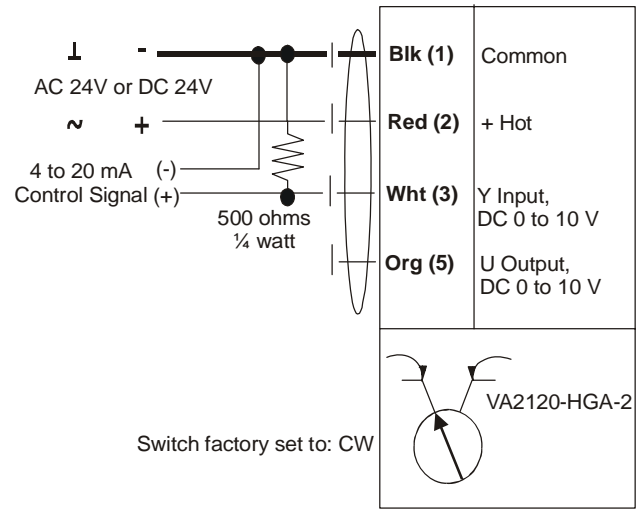 ⊥ - Blk (1) Common
AC 24V or DC 24V
~ + Red (2) + Hot
4 to 20 mA (-)
Control Signal (+)
Wht (3) Y Input,
DC 0 to 10 V
500 ohms
¼ watt
Org (5) U Output,
DC 0 to 10 V
VA2120-HGA-2
Switch factory set to: CW